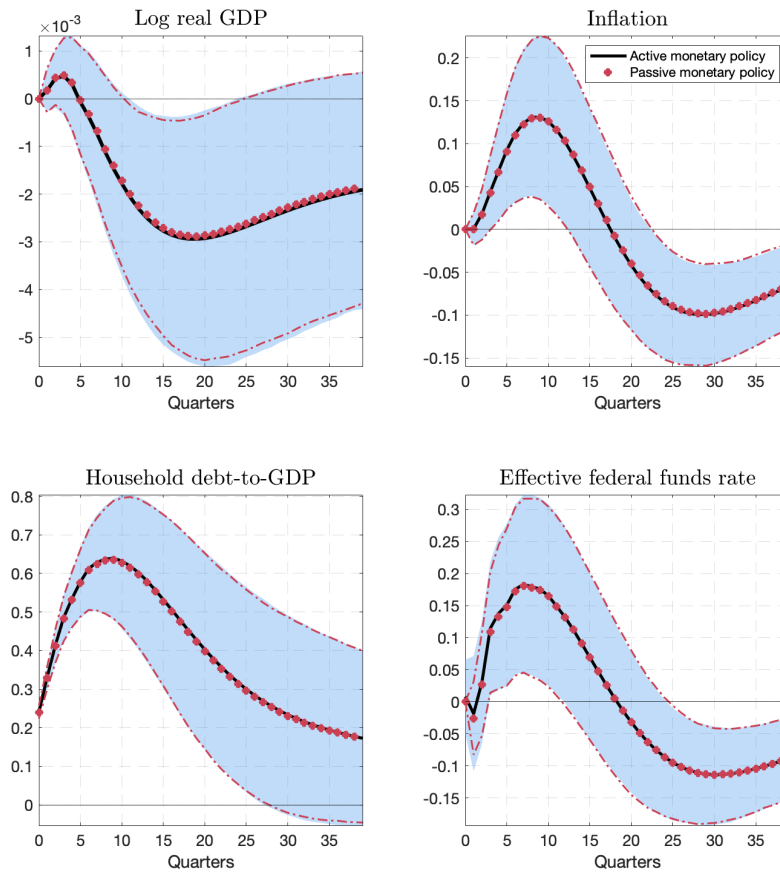 Log real GDP
×10⁻³
1
0
-1
-2
-3
-4
-5
0 5 10 15 20 25 30 35
Quarters
Inflation
Active monetary policy
Passive monetary policy
0.2
0.15
0.1
0.05
0
-0.05
-0.1
-0.15
0 5 10 15 20 25 30 35
Quarters
Household debt-to-GDP
0.8
0.7
0.6
0.5
0.4
0.3
0.2
0.1
0
0 5 10 15 20 25 30 35
Quarters
Effective federal funds rate
0.3
0.25
0.2
0.15
0.1
0.05
0
-0.05
-0.1
-0.15
0 5 10 15 20 25 30 35
Quarters